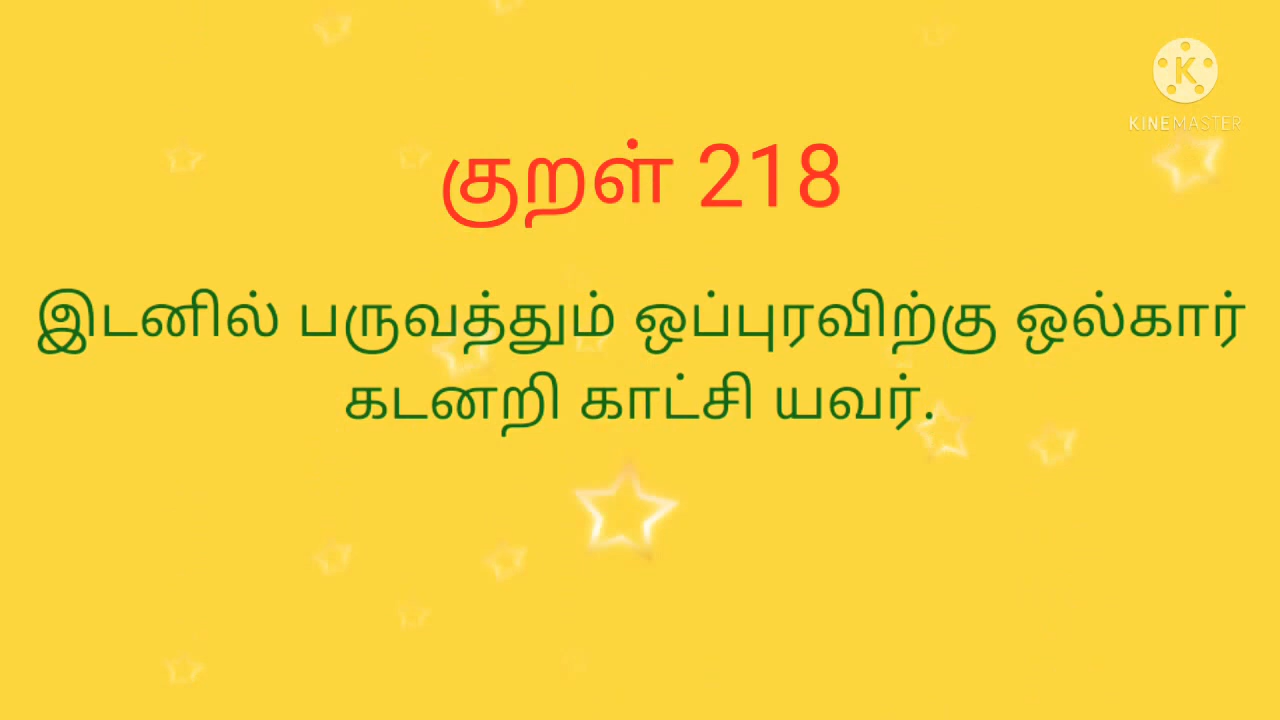 KINEMASTER
குறள் 218
இடனில் பருவத்தும் ஒப்புரவிற்கு ஒல்கார்
கடனறி காட்சி யவர்.